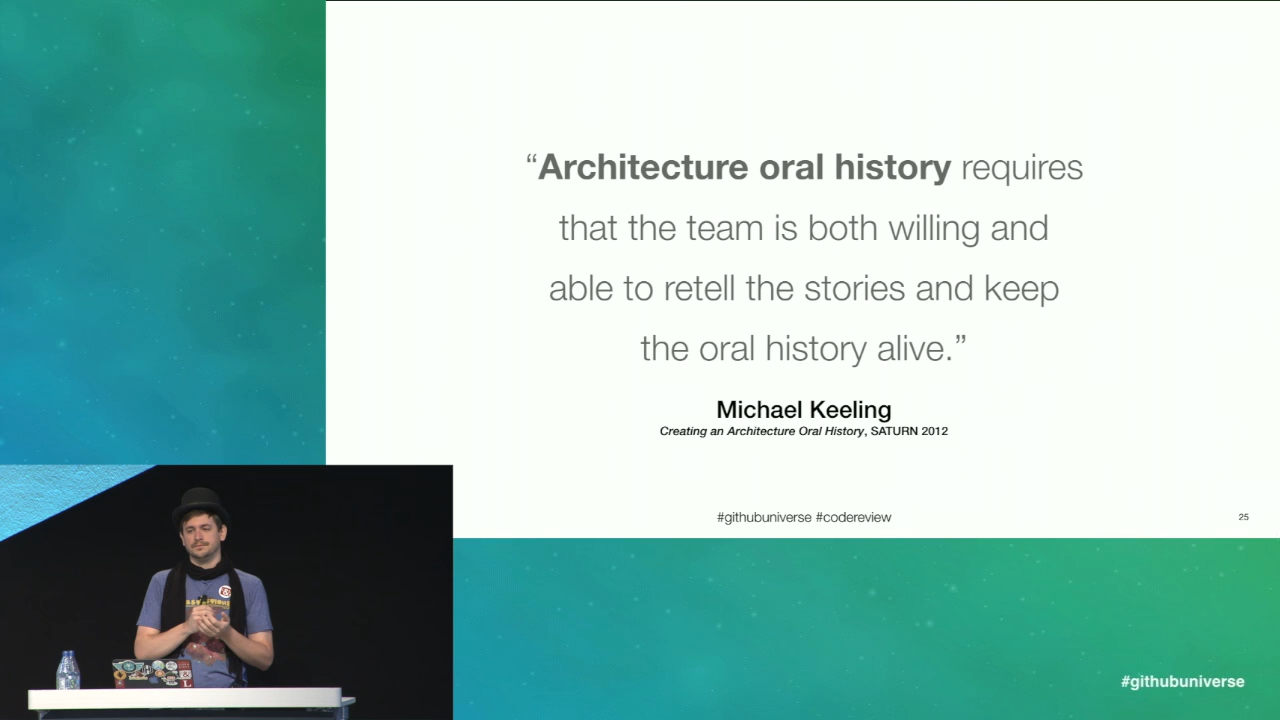 “Architecture oral history requires
that the team is both willing and
able to retell the stories and keep
the oral history alive.”
Michael Keeling
Creating an Architecture Oral History, SATURN 2012
#githubuniverse #codereview
25
#githubuniverse